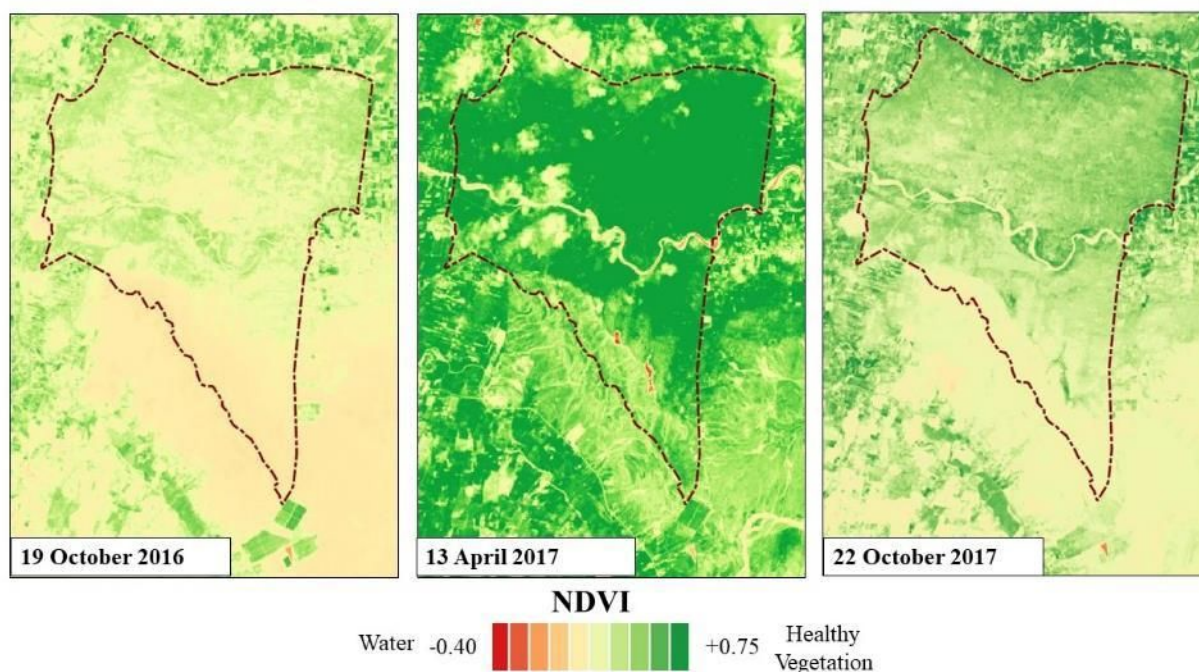 19 October 2016
13 April 2017
22 October 2017
NDVI
Water -0.40
+0.75 Healthy
Vegetation